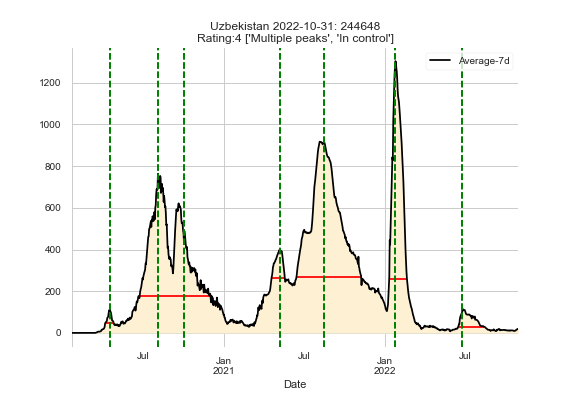 Uzbekistan 2022-10-31: 244648
Rating:4 ['Multiple peaks', 'In control']
Average-7d
1200
1000
800
600
400
200
0
Jul
Jan
2021
Jul
Jan
2022
Jul
Date